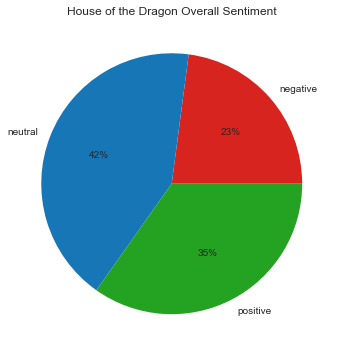 House of the Dragon Overall Sentiment
negative
23%
neutral
42%
35%
positive